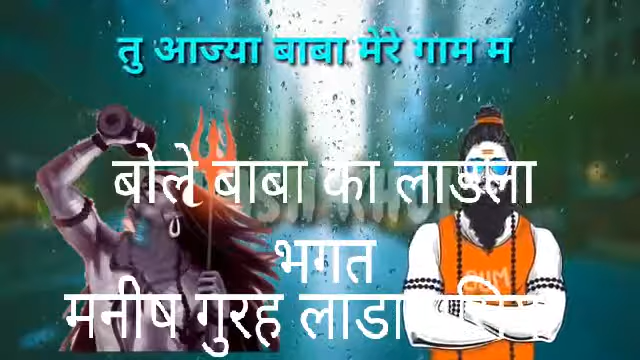 तु आज्या बाबा मेरे गाम म
बोले बाबा का लाडला
भगत
मनीष गुरह लाडा